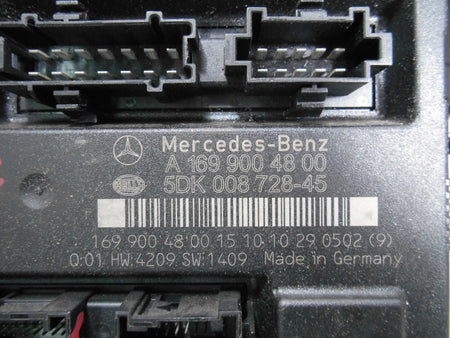 Mercedes-Benz
A 169 900 48 00
HELLA 5DK 008 728-45
169 900 48 00 15 10 10 29 0502 (9)
Q:01 HW:4209 SW:1409 Made in Germany